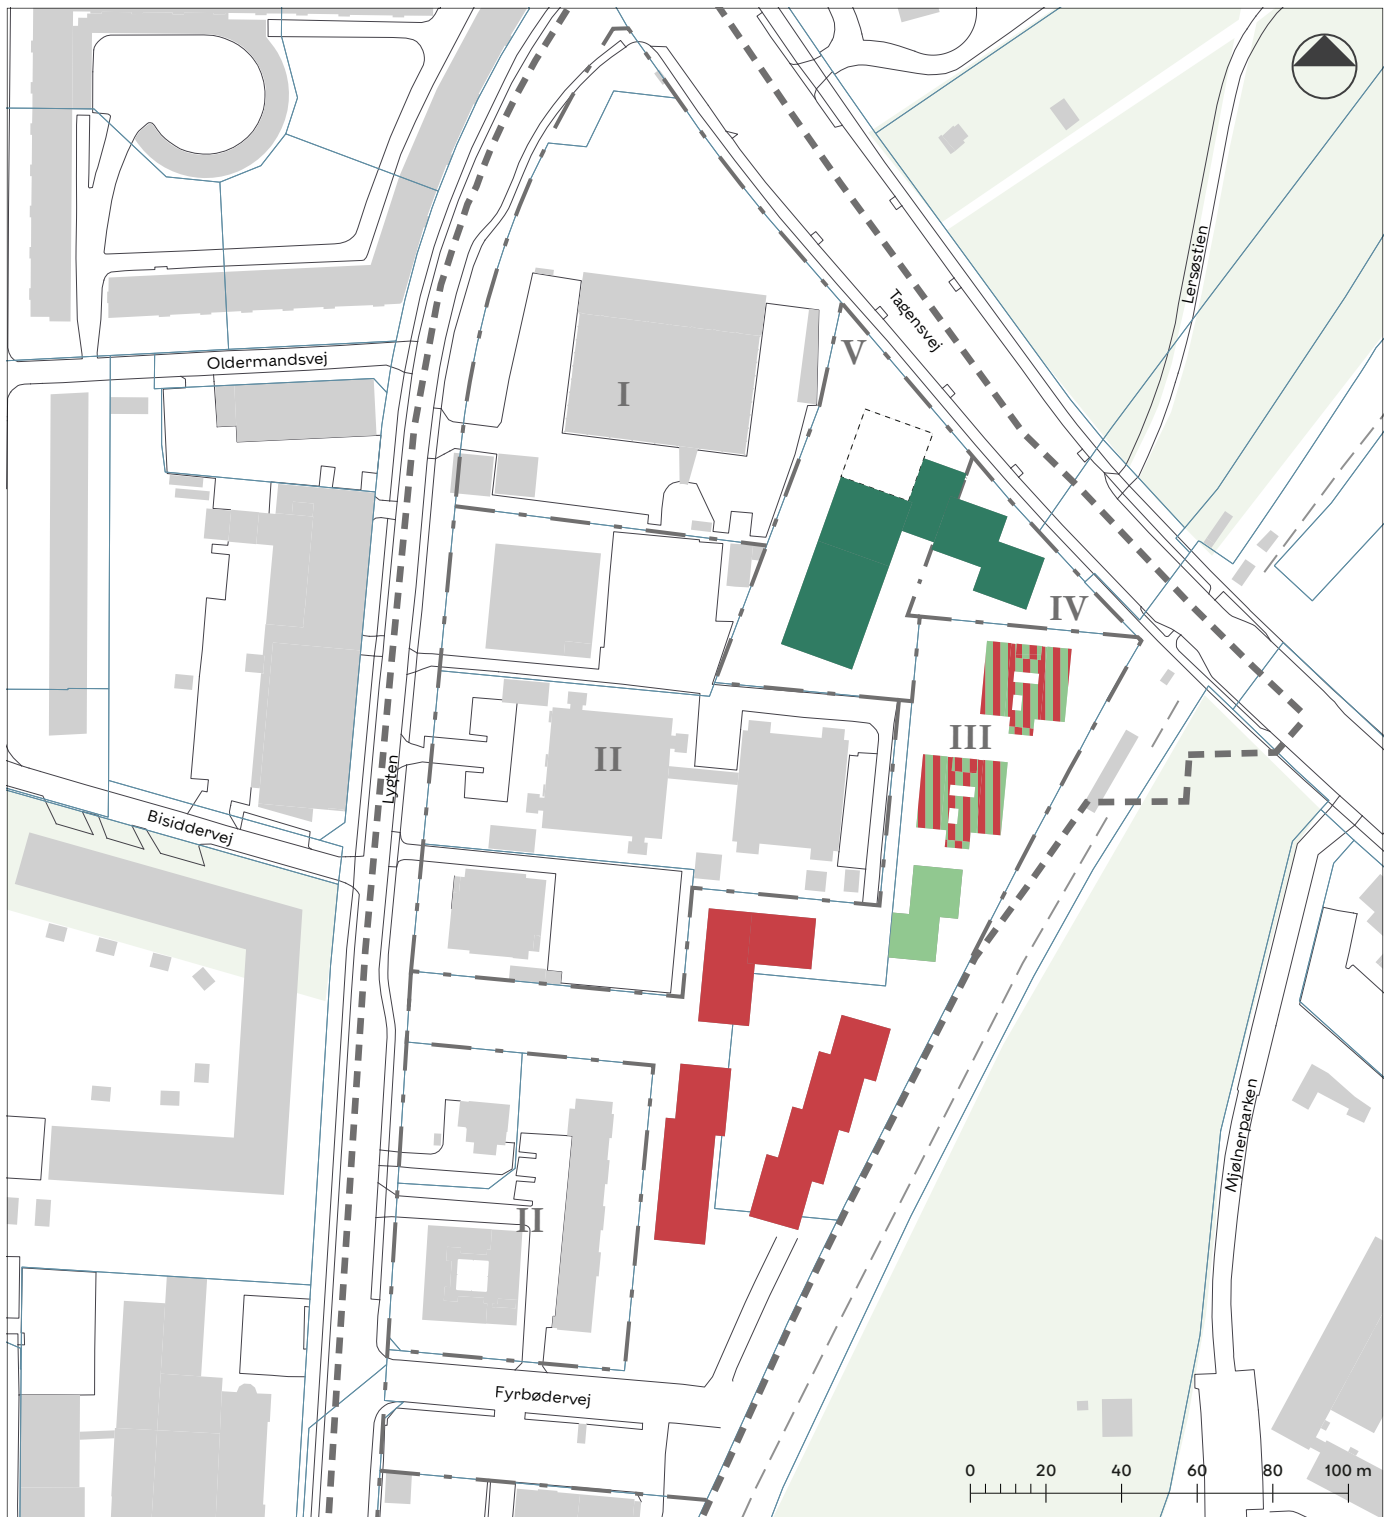 Lersøstien
Tagensvej
V
Oldermandsvej
I
IV
III
II
Lygten
Bisiddervej
Mjølnerparken
II
Fyrbødervej
0 20 40 60 80 100 m